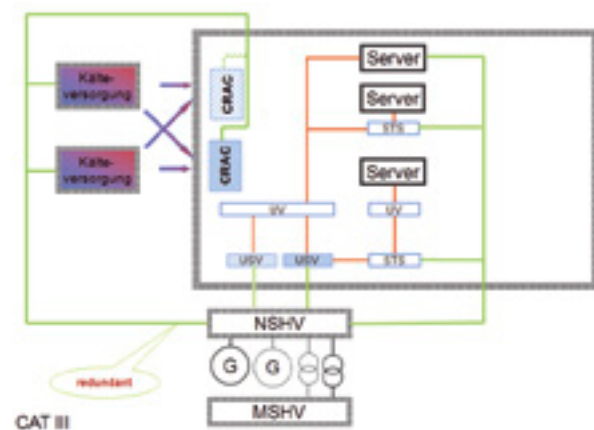 Kälte-
versorgung
Kälte-
versorgung
CRAC
CRAC
Server
Server
STS
Server
UV
UV
USV
USV
STS
NSHV
G
G
redundant
MSHV
CAT III